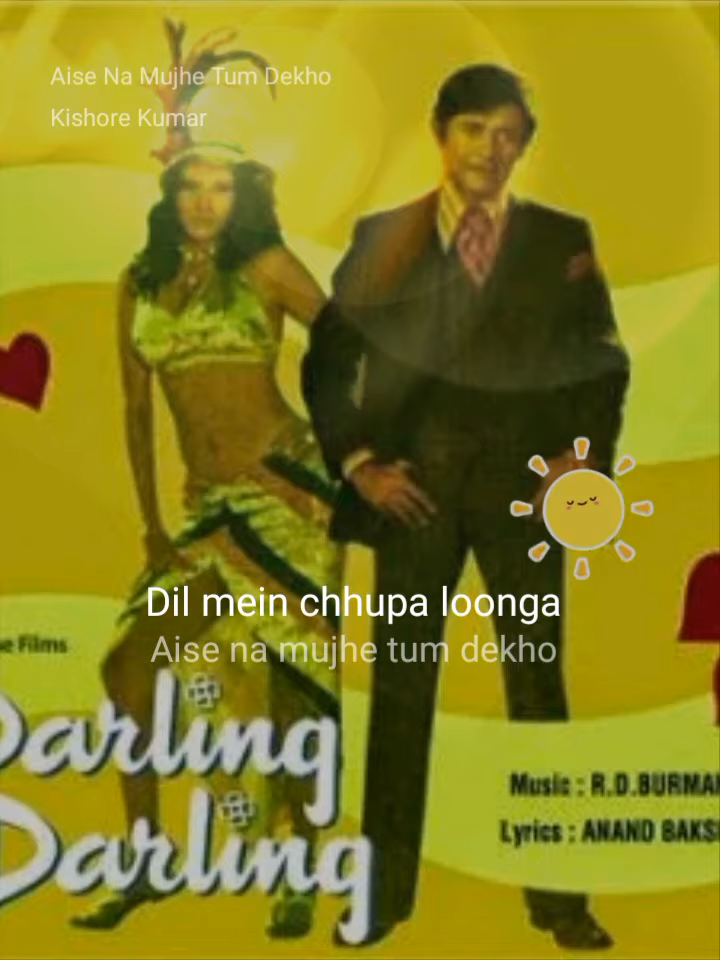 Aise Na Mujhe Tum Dekho
Kishore Kumar
Dil mein chhupa loonga
Aise na mujhe tum dekho
Films
Darling
Darling
Music : R.D.BURMAN
Lyrics : ANAND BAKS